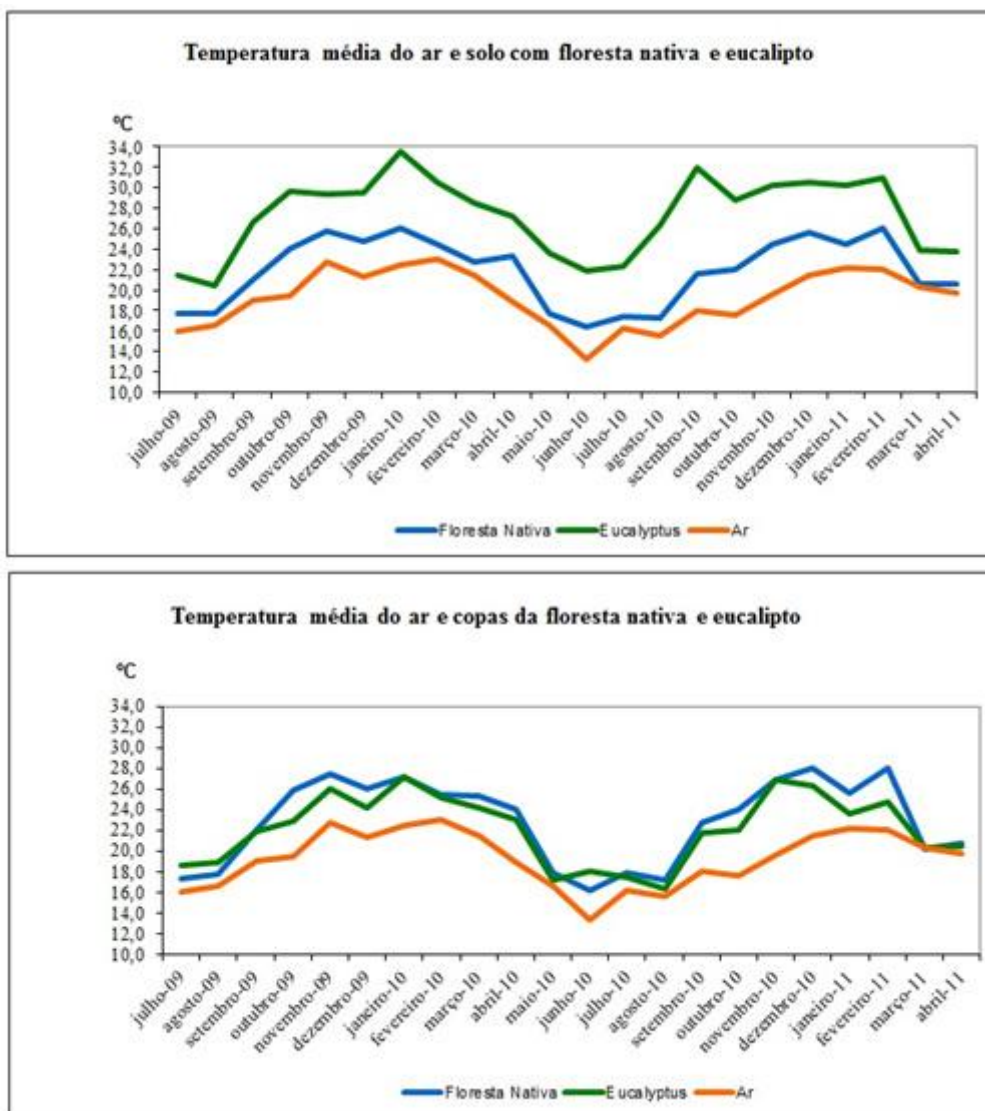 Temperatura média do ar e solo com floresta nativa e eucalipto
ºC
34,0
32,0
30,0
28,0
26,0
24,0
22,0
20,0
18,0
16,0
14,0
12,0
10,0
julho-09
agosto-09
setembro-09
outubro-09
novembro-09
dezembro-09
janeiro-10
fevereiro-10
março-10
abril-10
maio-10
junho-10
julho-10
agosto-10
setembro-10
outubro-10
novembro-10
dezembro-10
janeiro-11
fevereiro-11
março-11
abril-11
Floresta Nativa Eucalyptus Ar
Temperatura média do ar e copas da floresta nativa e eucalipto
ºC
34,0
32,0
30,0
28,0
26,0
24,0
22,0
20,0
18,0
16,0
14,0
12,0
10,0
julho-09
agosto-09
setembro-09
outubro-09
novembro-09
dezembro-09
janeiro-10
fevereiro-10
março-10
abril-10
maio-10
junho-10
julho-10
agosto-10
setembro-10
outubro-10
novembro-10
dezembro-10
janeiro-11
fevereiro-11
março-11
abril-11
Floresta Nativa Eucalyptus Ar